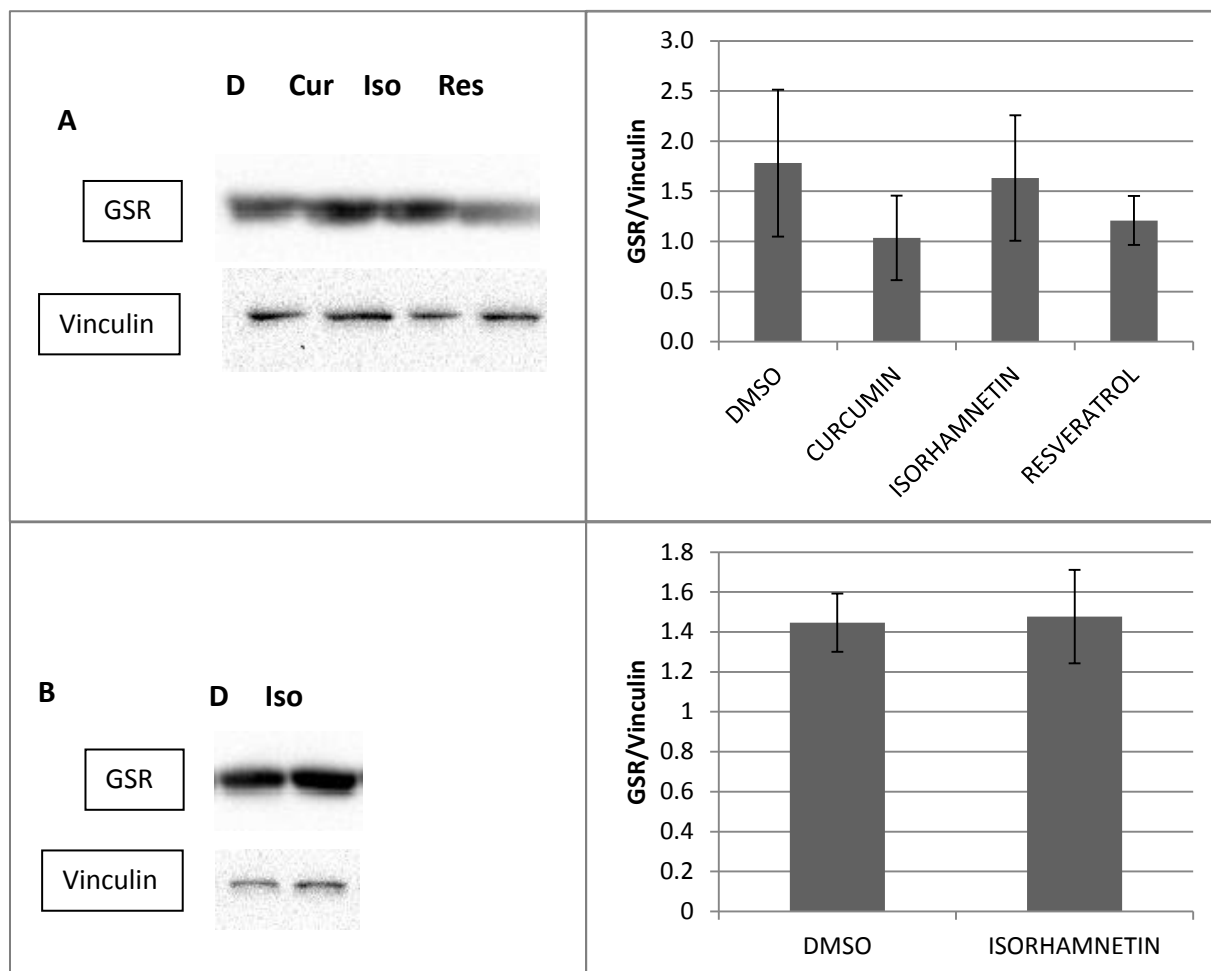 A
D Cur Iso Res
GSR
Vinculin
3.0
2.5
2.0
1.5
1.0
0.5
0.0
GSR/Vinculin
DMSO
CURCUMIN
ISORHAMNETIN
RESVERATROL
B
D Iso
GSR
Vinculin
1.8
1.6
1.4
1.2
1
0.8
0.6
0.4
0.2
0
GSR/Vinculin
DMSO
ISORHAMNETIN